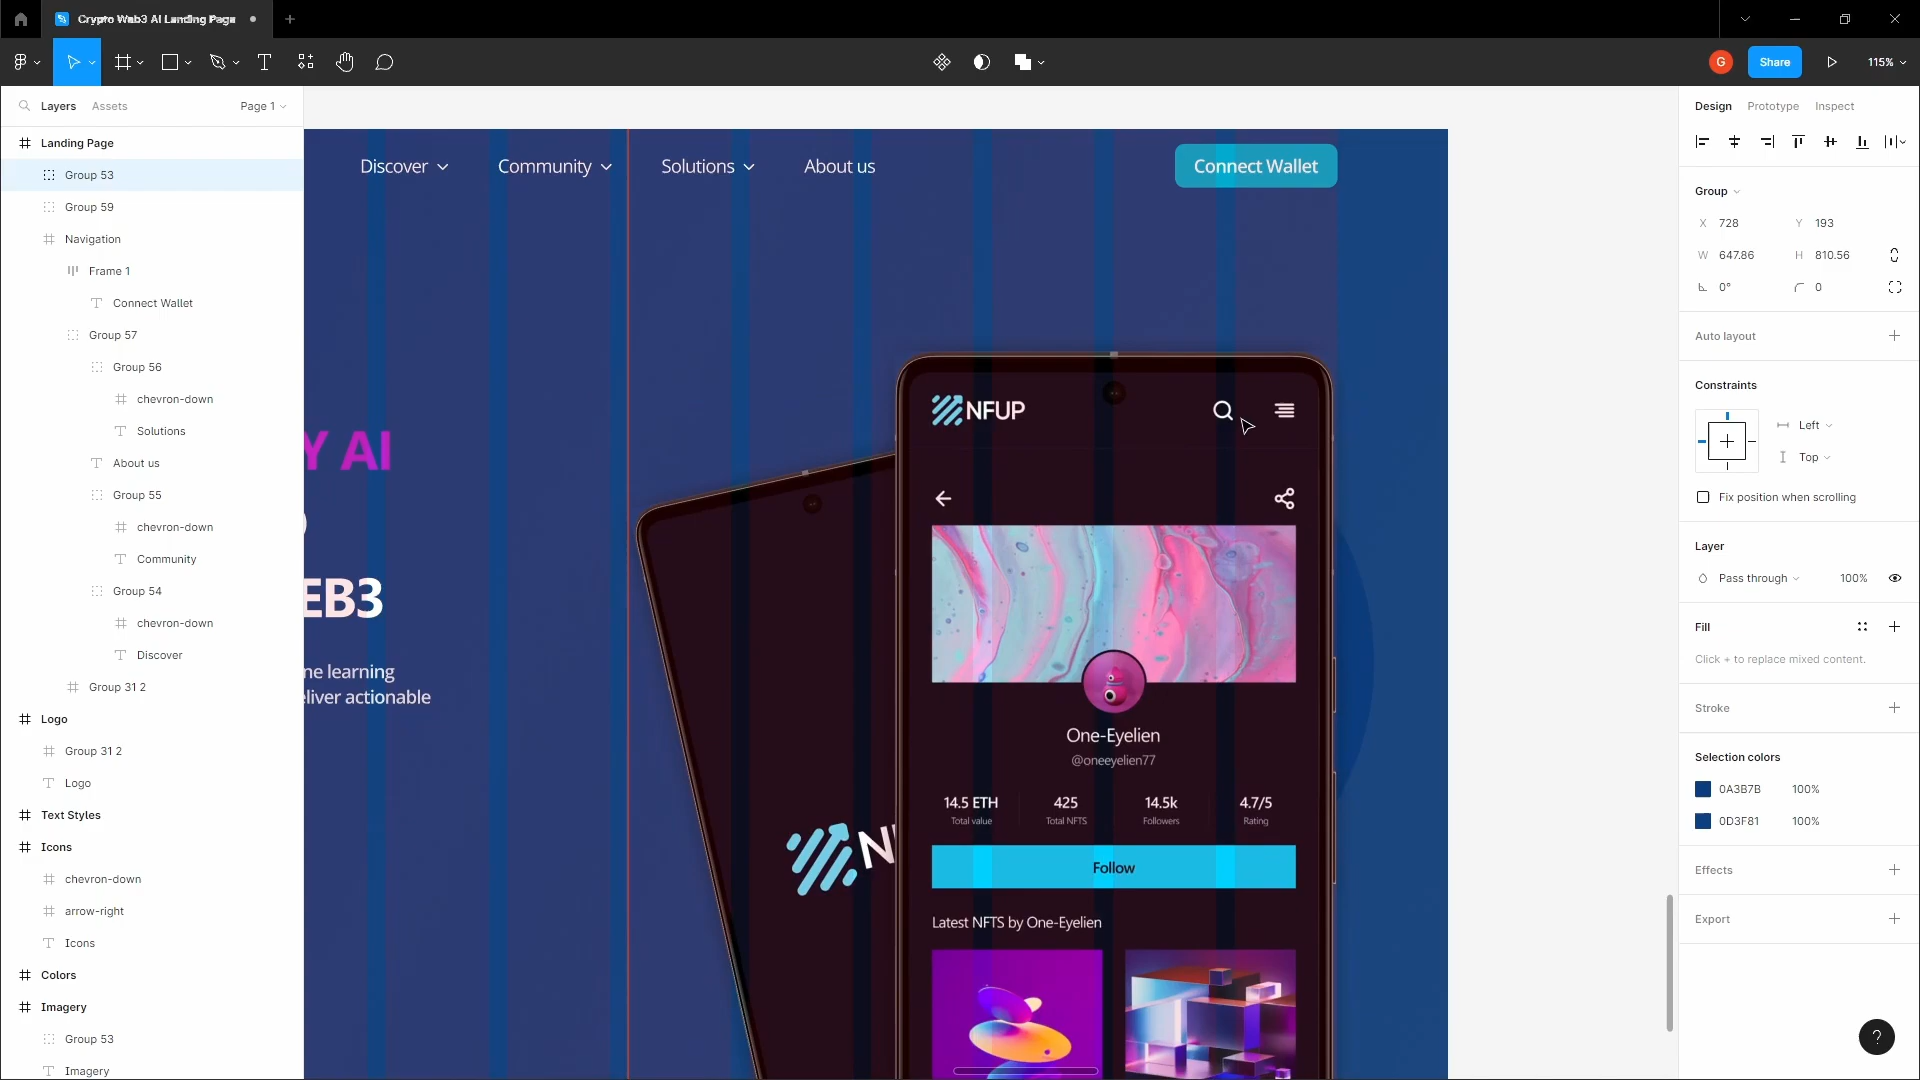 Crypto Web3 AI Landing Page
Share
115%
Layers
Assets
Page 1
Landing Page
Group 53
Group 59
Navigation
Frame 1
Connect Wallet
Group 57
Group 56
chevron-down
Solutions
About us
Group 55
chevron-down
Community
Group 54
chevron-down
Discover
Group 31 2
Logo
Group 31 2
Logo
Text Styles
Icons
chevron-down
arrow-right
Icons
Colors
Imagery
Group 53
Imagery
Discover
Community
Solutions
About us
Connect Wallet
Y AI
EB3
ne learning
eliver actionable
N
NFUP
One-Eyelien
@oneeyelien77
14.5 ETH
Total value
425
Total NFTS
14.5k
Followers
4.7/5
Rating
Follow
Latest NFTS by One-Eyelien
G
Design
Prototype
Inspect
Group
X 728
Y 193
W 647.86
H 810.56
0°
0
Auto layout
Constraints
Left
Top
Fix position when scrolling
Layer
Pass through
100%
Fill
Click + to replace mixed content.
Stroke
Selection colors
0A3B7B 100%
0D3F81 100%
Effects
Export
?